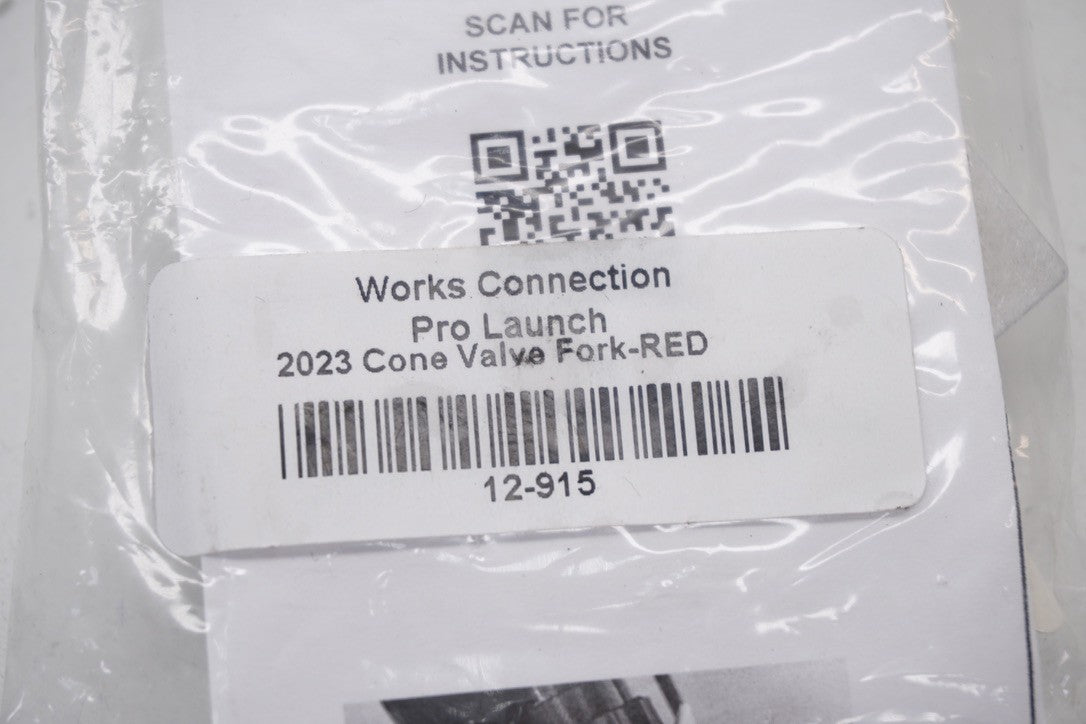 SCAN FOR
INSTRUCTIONS
Works Connection
Pro Launch
2023 Cone Valve Fork-RED
12-915